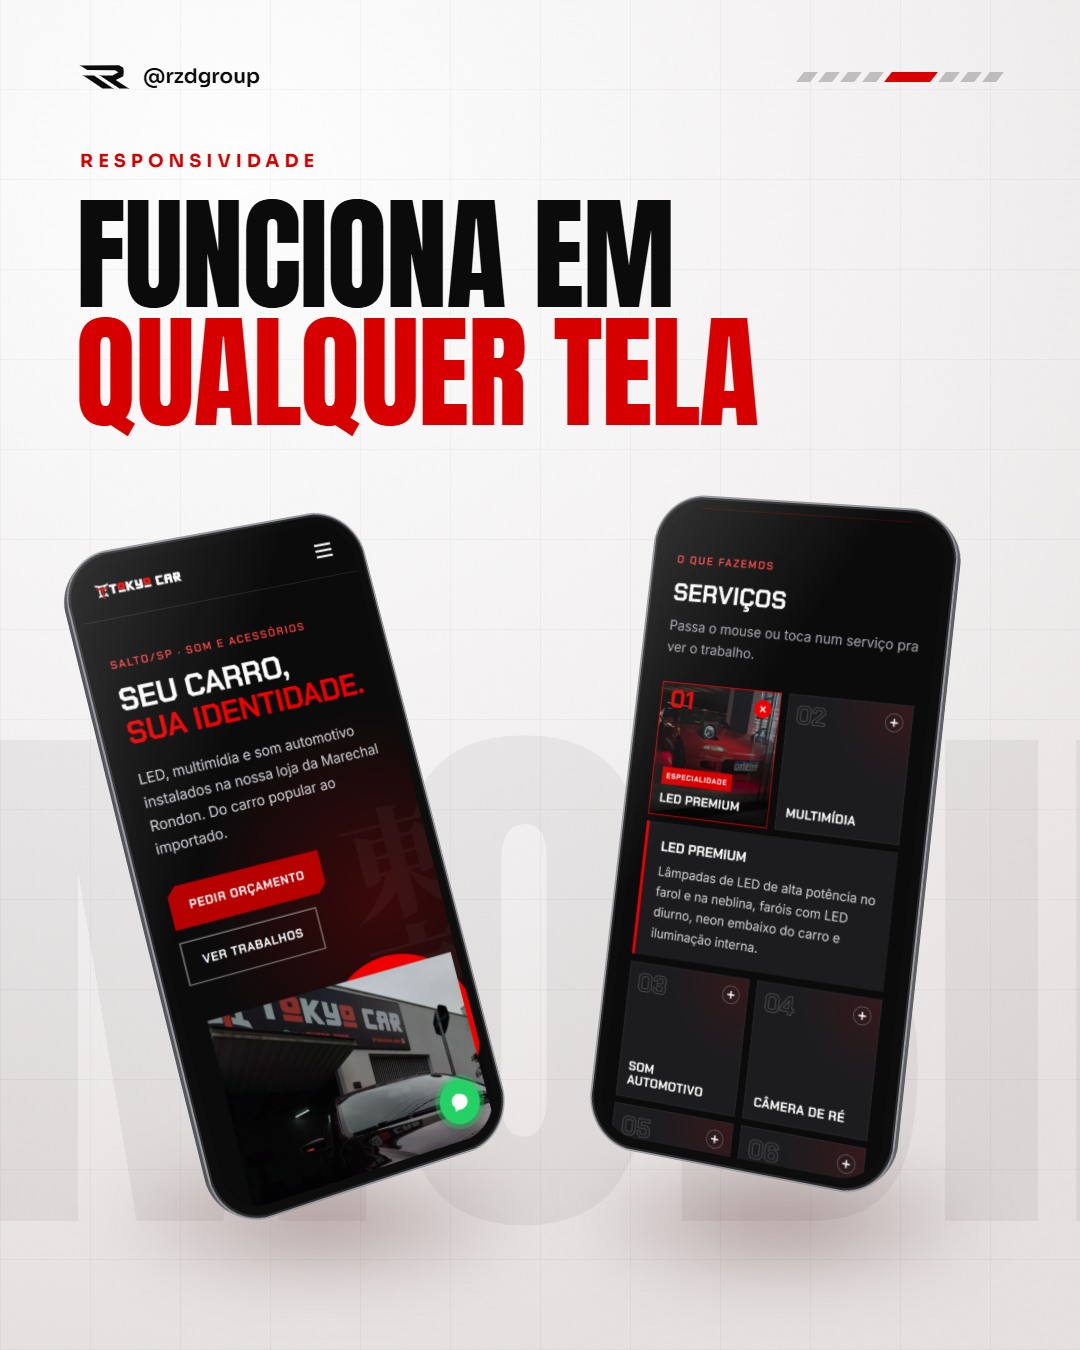 @rzdgroup
RESPONSIVIDADE
FUNCIONA EM
QUALQUER TELA
TOKYO CAR
SALTO/SP · SOM E ACESSÓRIOS
SEU CARRO,
SUA IDENTIDADE.
LED, multimídia e som automotivo
instalados na nossa loja da Marechal
Rondon. Do carro popular ao
importado.
PEDIR ORÇAMENTO
VER TRABALHOS
東
TOKYO CAR
O QUE FAZEMOS
SERVIÇOS
Passa o mouse ou toca num serviço pra
ver o trabalho.
01
ESPECIALIDADE
LED PREMIUM
02
MULTIMÍDIA
LED PREMIUM
Lâmpadas de LED de alta potência no
farol e na neblina, faróis com LED
diurno, neon embaixo do carro e
iluminação interna.
03
SOM
AUTOMOTIVO
04
CÂMERA DE RÉ
05
06